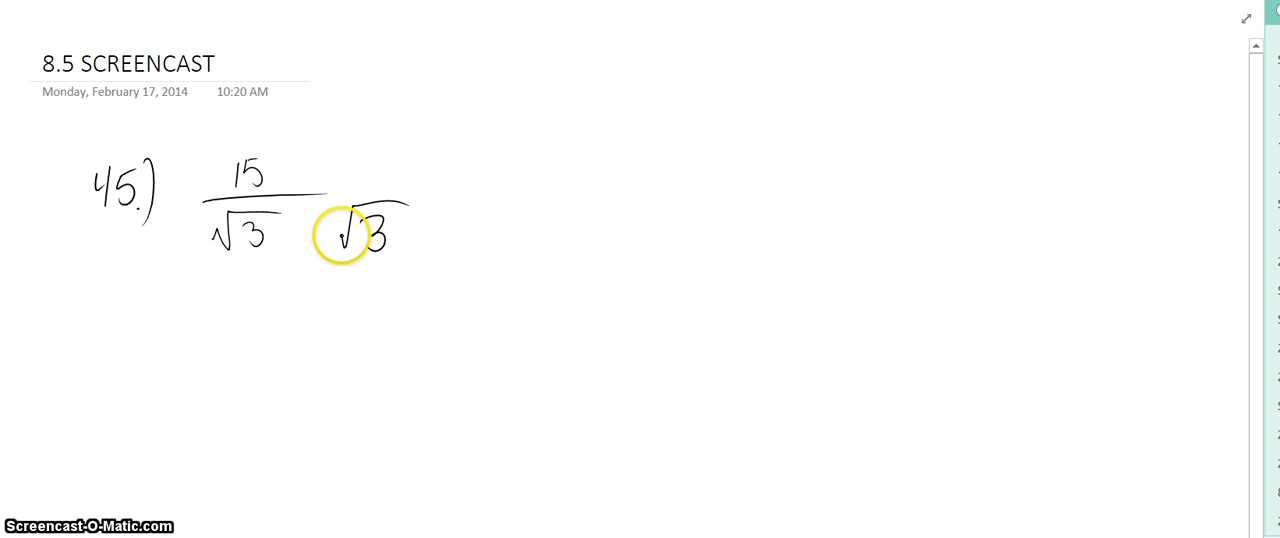 8.5 SCREENCAST
Monday, February 17, 2014 10:20 AM
45.) 15
√3 √3
Screencast-O-Matic.com